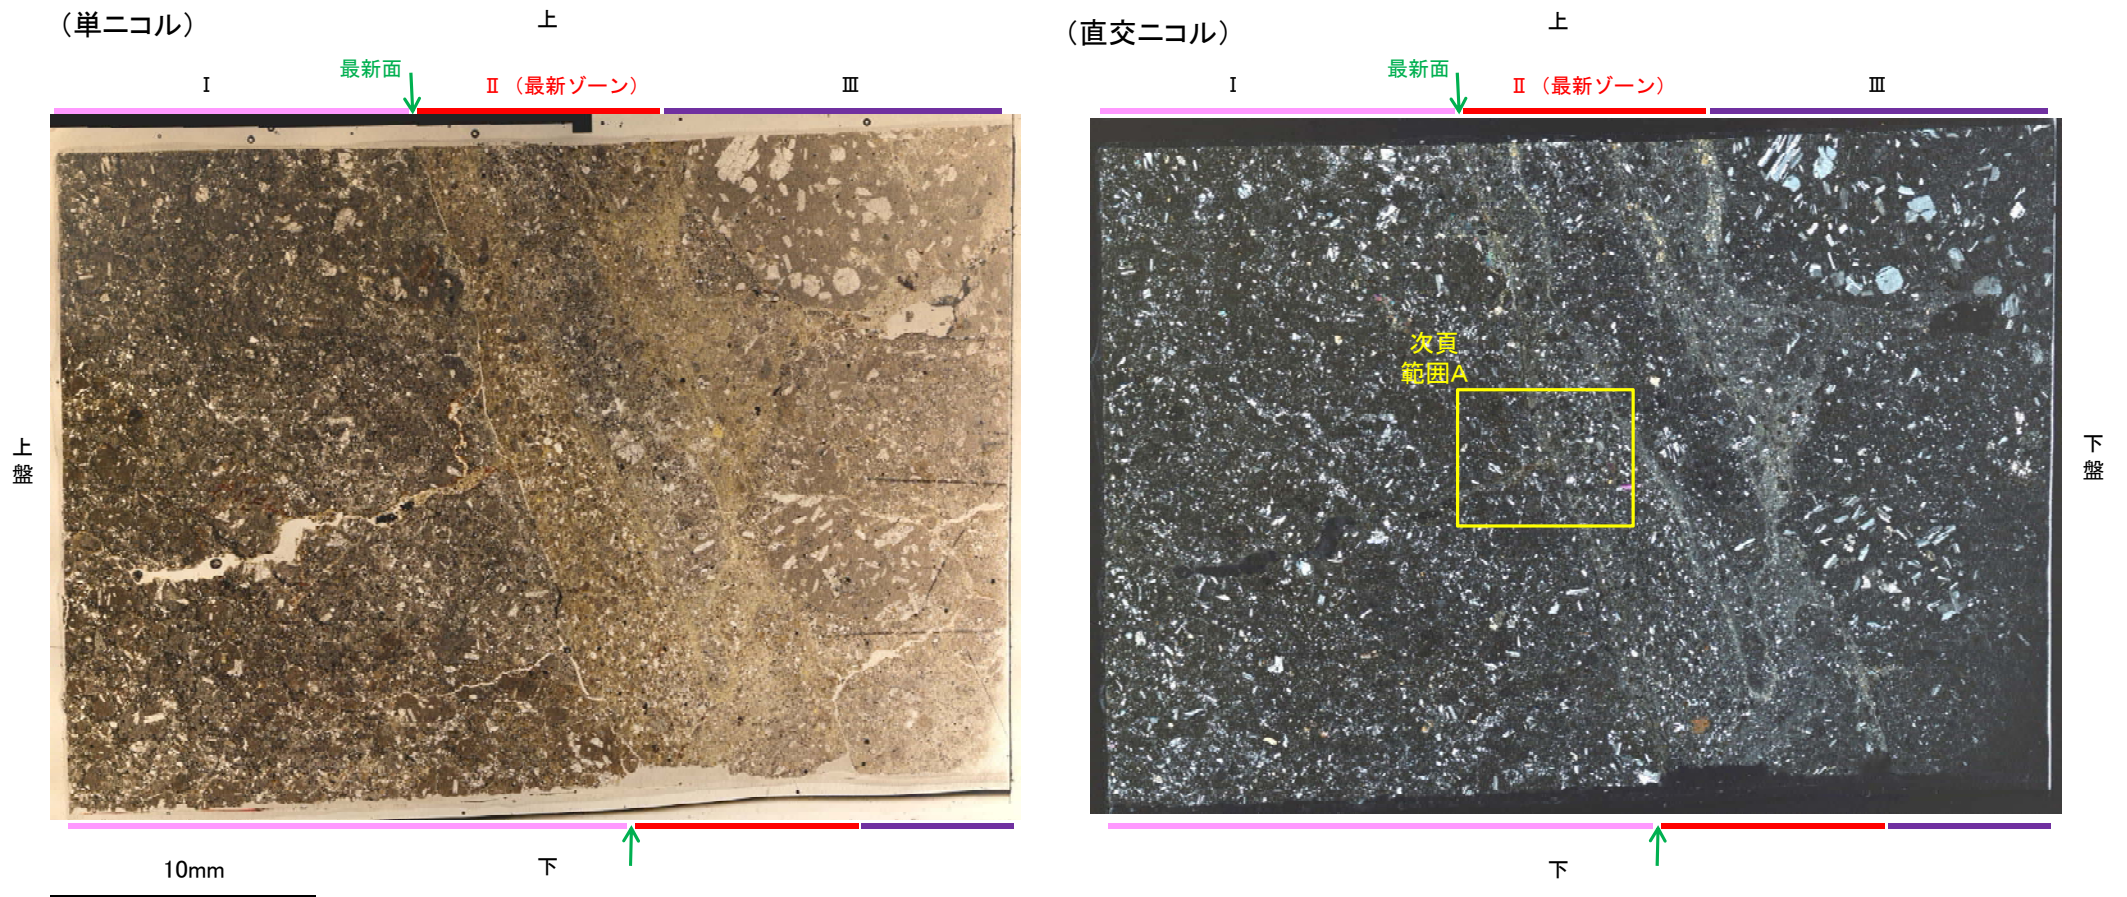 （単ニコル）
上
最新面
Ⅰ
Ⅱ（最新ゾーン）
Ⅲ
上盤
10mm
下
（直交ニコル）
上
最新面
Ⅰ
Ⅱ（最新ゾーン）
Ⅲ
次頁
範囲A
下盤
下